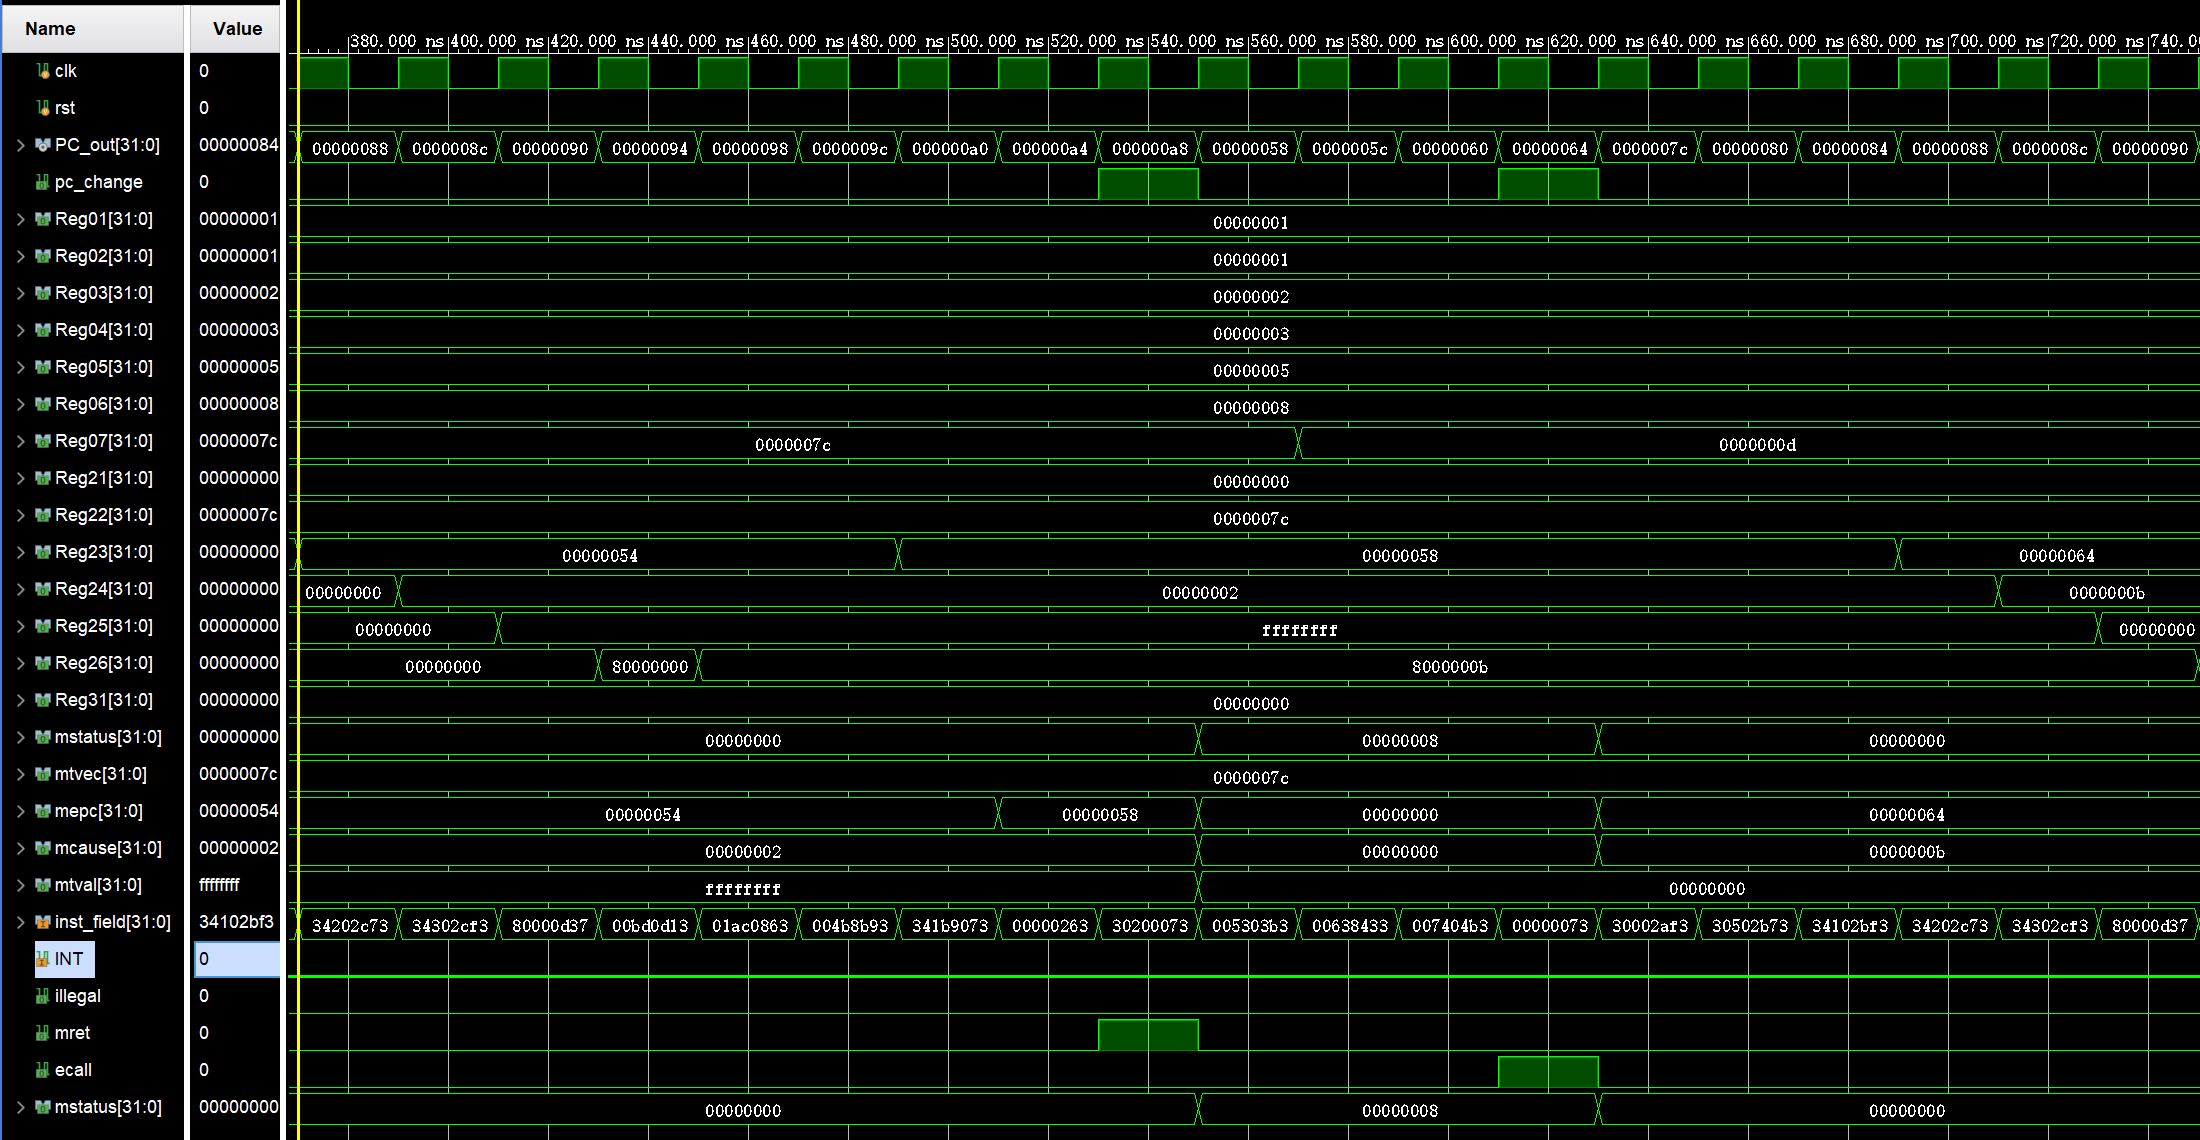 Name Value
380.000 ns 400.000 ns 420.000 ns 440.000 ns 460.000 ns 480.000 ns 500.000 ns 520.000 ns 540.000 ns 560.000 ns 580.000 ns 600.000 ns 620.000 ns 640.000 ns 660.000 ns 680.000 ns 700.000 ns 720.000 ns 740.0
clk 0
rst 0
PC_out[31:0] 00000084 00000088 0000008c 00000090 00000094 00000098 0000009c 000000a0 000000a4 000000a8 00000058 0000005c 00000060 00000064 0000007c 00000080 00000084 00000088 0000008c 00000090
pc_change 0
Reg01[31:0] 00000001 00000001
Reg02[31:0] 00000001 00000001
Reg03[31:0] 00000002 00000002
Reg04[31:0] 00000003 00000003
Reg05[31:0] 00000005 00000005
Reg06[31:0] 00000008 00000008
Reg07[31:0] 0000007c 0000007c 0000000d
Reg21[31:0] 00000000 00000000
Reg22[31:0] 0000007c 0000007c
Reg23[31:0] 00000000 00000054 00000058 00000064
Reg24[31:0] 00000000 00000000 00000002 0000000b
Reg25[31:0] 00000000 00000000 ffffffff 00000000
Reg26[31:0] 00000000 00000000 80000000 8000000b
Reg31[31:0] 00000000 00000000
mstatus[31:0] 00000000 00000000 00000008 00000000
mtvec[31:0] 0000007c 0000007c
mepc[31:0] 00000054 00000054 00000058 00000000 00000064
mcause[31:0] 00000002 00000002 00000000 0000000b
mtval[31:0] ffffffff ffffffff 00000000
inst_field[31:0] 34102bf3 34202c73 34302cf3 80000d37 00bd0d13 01ac0863 004b8b93 341b9073 00000263 30200073 005303b3 00638433 007404b3 00000073 30002af3 30502b73 34102bf3 34202c73 34302cf3 80000d37
INT 0
illegal 0
mret 0
ecall 0
mstatus[31:0] 00000000 00000000 00000008 00000000